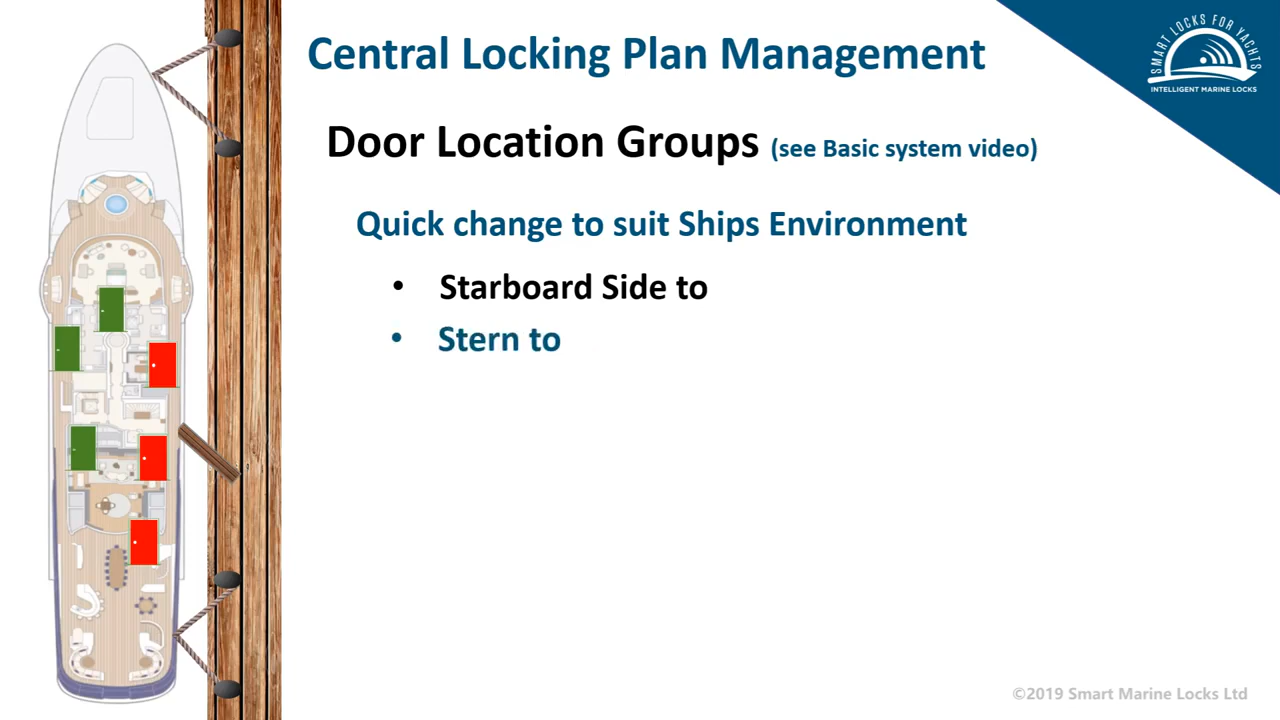 Central Locking Plan Management
SMART LOCKS FOR YACHTS
INTELLIGENT MARINE LOCKS
Door Location Groups (see Basic system video)
Quick change to suit Ships Environment
• Starboard Side to
• Stern to
©2019 Smart Marine Locks Ltd